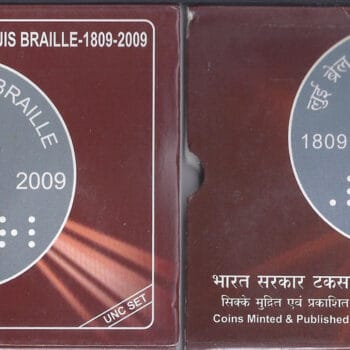 UIS BRAILLE-1809-2009
BRAILLE
2009
UNC SET
लुई ब्रेल
1809
भारत सरकार टकसा
सिक्के मुद्रित एवं प्रकाशित
Coins Minted & Published